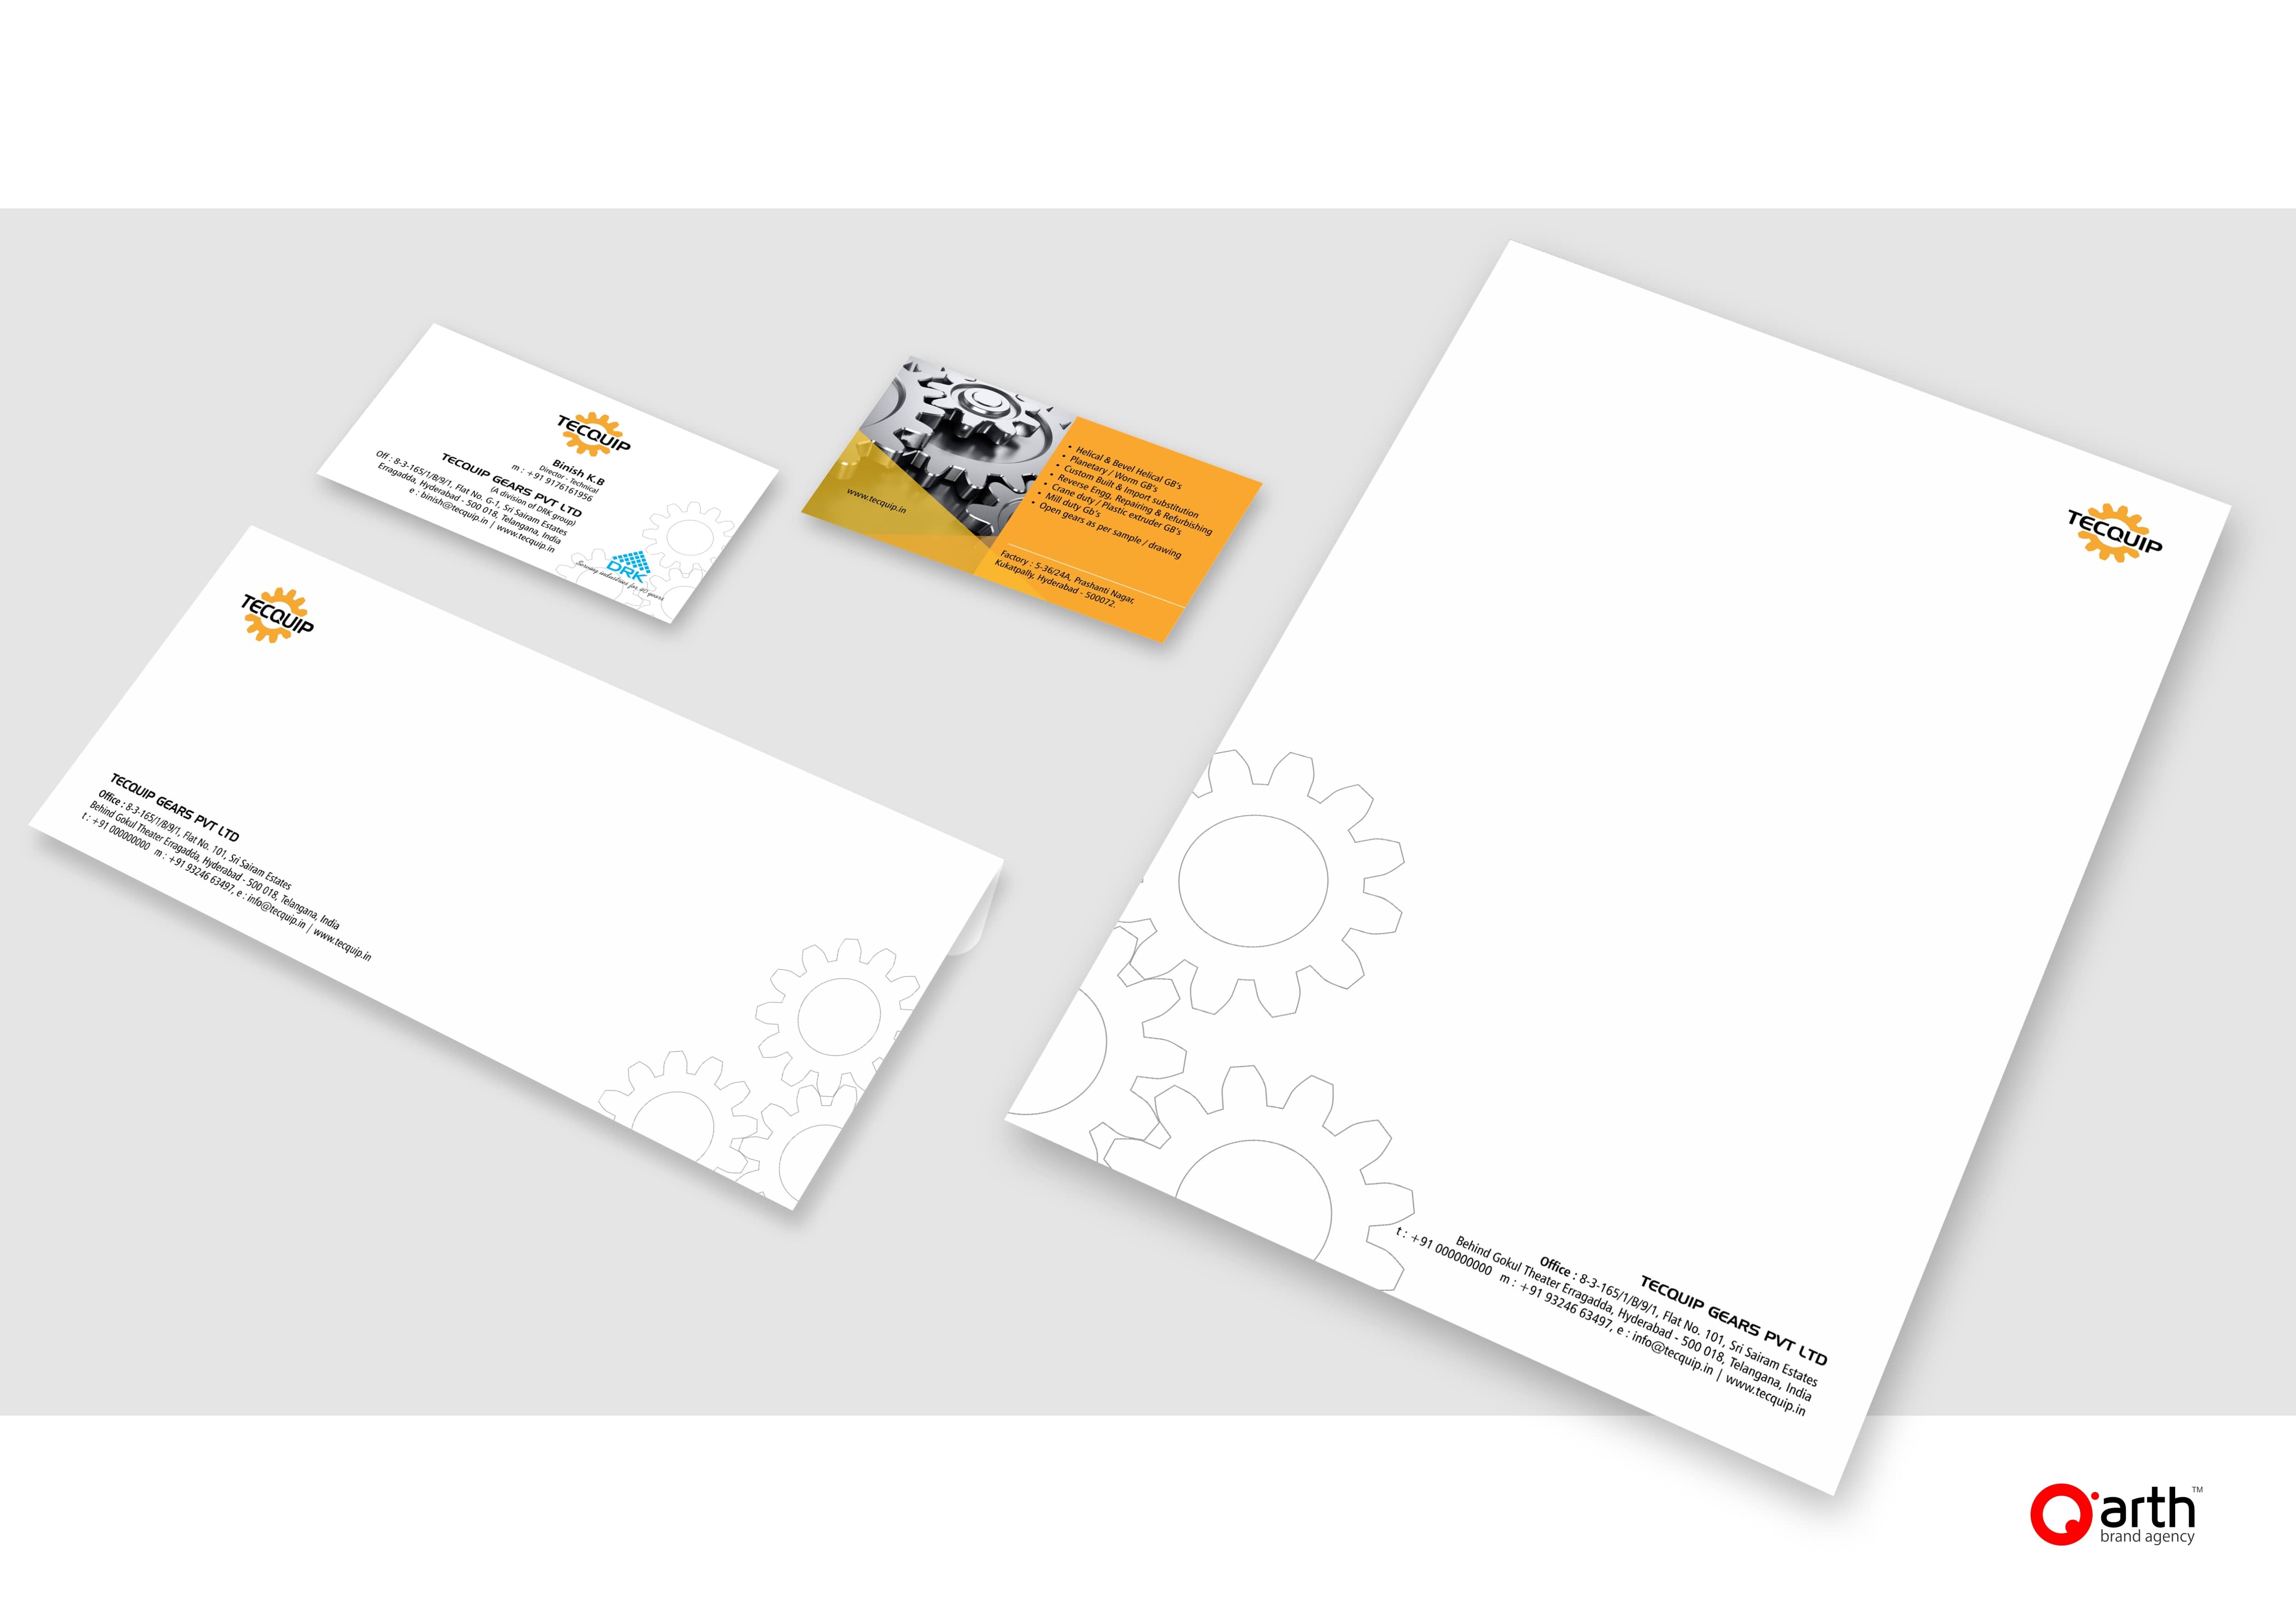 TECQUIP
Binish K.B
Director - Technical
m : +91 9176161956
TECQUIP GEARS PVT LTD
(A division of DRK group)
Off : 8-3-165/1/B/9/1, Flat No. G-1, Sri Sairam Estates
Erragadda, Hyderabad - 500 018, Telangana, India
e : binish@tecquip.in | www.tecquip.in
DRK
Serving industries for 40 years
www.tecquip.in
• Helical & Bevel Helical GB's
• Planetary / Worm GB's
• Custom Built & Import substitution
• Reverse Engg, Repairing & Refurbishing
• Crane duty / Plastic extruder GB's
• Mill duty Gb's
• Open gears as per sample / drawing
Factory : 5-36/24A, Prashanti Nagar,
Kukatpally, Hyderabad - 500072.
TECQUIP
TECQUIP GEARS PVT LTD
Office : 8-3-165/1/B/9/1, Flat No. 101, Sri Sairam Estates
Behind Gokul Theater Erragadda, Hyderabad - 500 018, Telangana, India
t : +91 000000000 m : +91 93246 63497, e : info@tecquip.in | www.tecquip.in
TECQUIP
TECQUIP GEARS PVT LTD
Office : 8-3-165/1/B/9/1, Flat No. 101, Sri Sairam Estates
Behind Gokul Theater Erragadda, Hyderabad - 500 018, Telangana, India
t : +91 000000000 m : +91 93246 63497, e : info@tecquip.in | www.tecquip.in
Q'arth™
brand agency